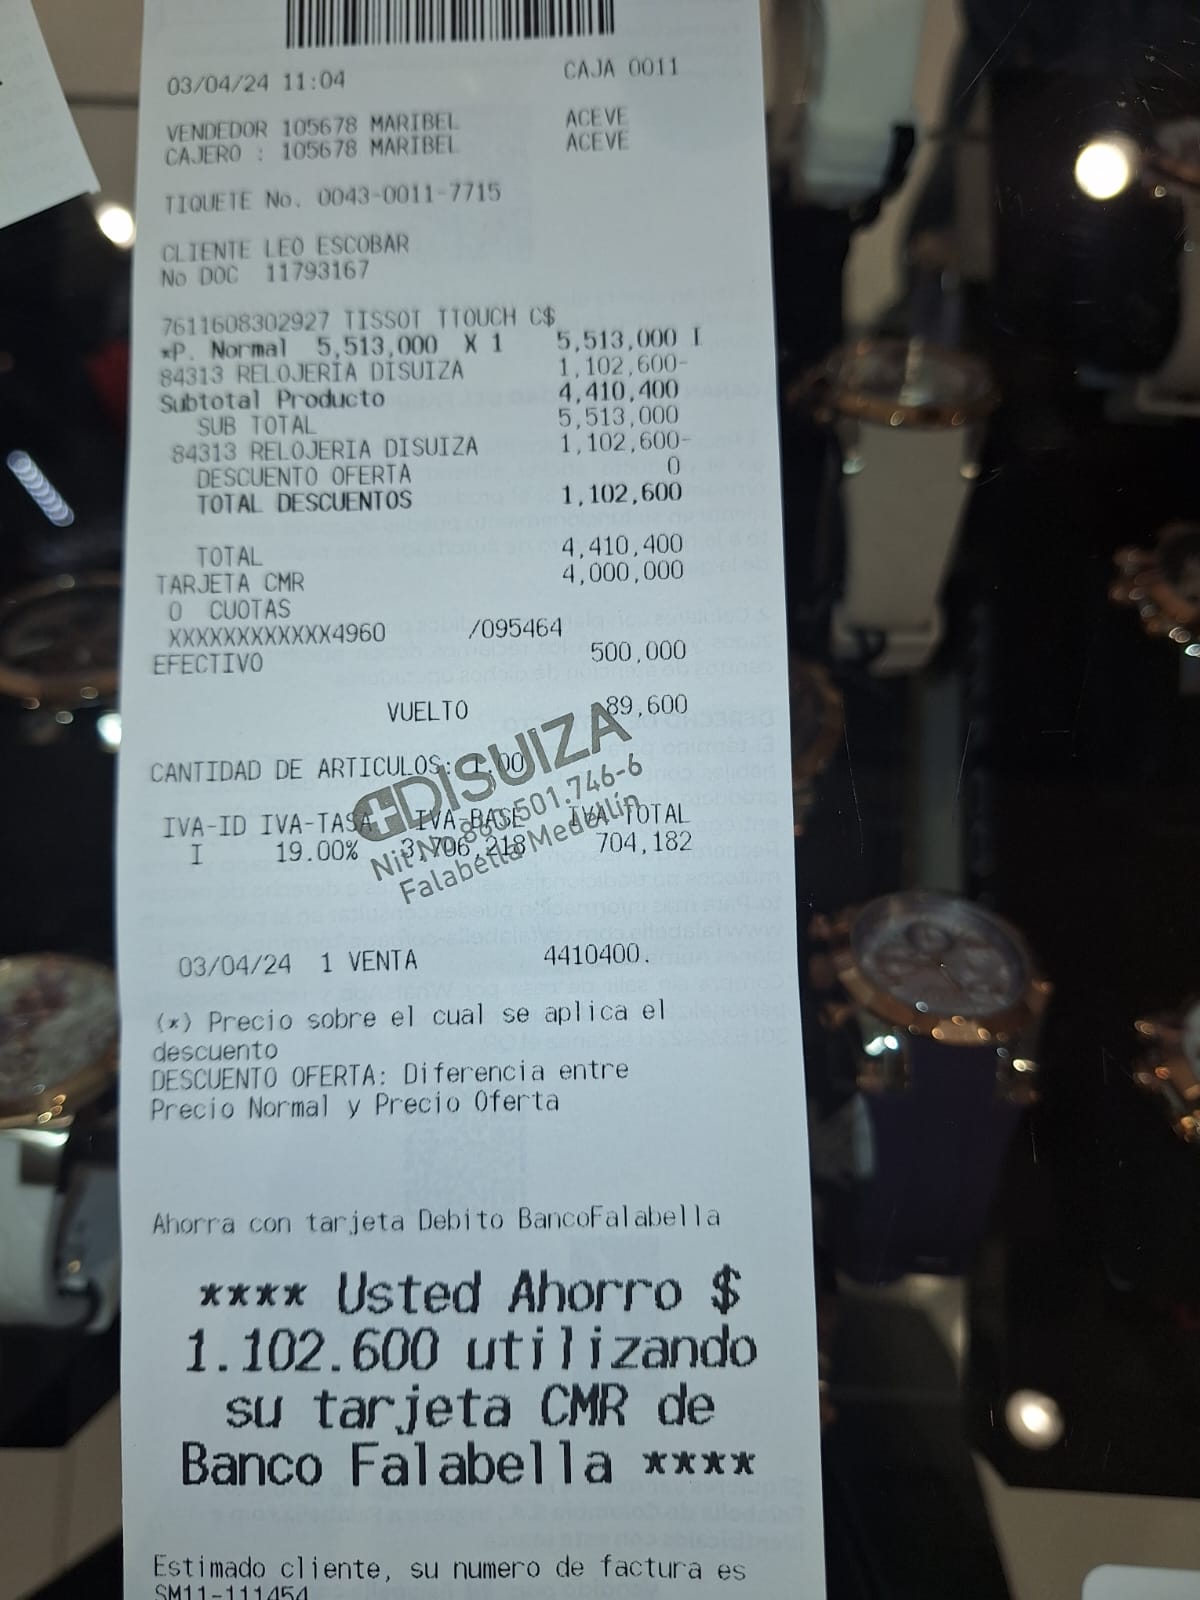 03/04/24 11:04 CAJA 0011
VENDEDOR 105678 MARIBEL ACEVE
CAJERO : 105678 MARIBEL ACEVE
TIQUETE No. 0043-0011-7715
CLIENTE LEO ESCOBAR
No DOC 11793167
7611608302927 TISSOT TTOUCH C$
*P. Normal 5,513,000 X 1 5,513,000 I
84313 RELOJERIA DISUIZA 1,102,600-
Subtotal Producto 4,410,400
SUB TOTAL 5,513,000
84313 RELOJERIA DISUIZA 1,102,600-
DESCUENTO OFERTA 0
TOTAL DESCUENTOS 1,102,600
TOTAL 4,410,400
TARJETA CMR 4,000,000
0 CUOTAS
XXXXXXXXXXXX4960 /095464
EFECTIVO 500,000
VUELTO 89,600
CANTIDAD DE ARTICULOS:
DISUIZA
IVA-ID IVA-TASA IVA-BASE IVA TOTAL
I 19.00% 3,706,218 704,182
Falabella Medellín
03/04/24 1 VENTA 4410400.
(*) Precio sobre el cual se aplica el
descuento
DESCUENTO OFERTA: Diferencia entre
Precio Normal y Precio Oferta
Ahorra con tarjeta Debito BancoFalabella
**** Usted Ahorro $
1.102.600 utilizando
su tarjeta CMR de
Banco Falabella ****
Estimado cliente, su numero de factura es
SM11-111454